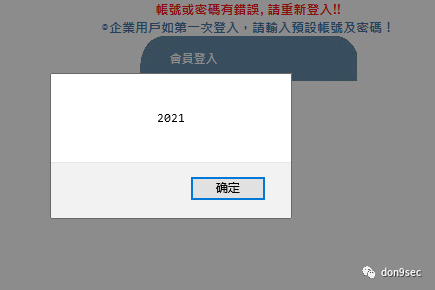 帳號或密碼有錯誤, 請重新登入!!
◎企業用戶如第一次登入，請輸入預設帳號及密碼！
會員登入
2021
确定
don9sec